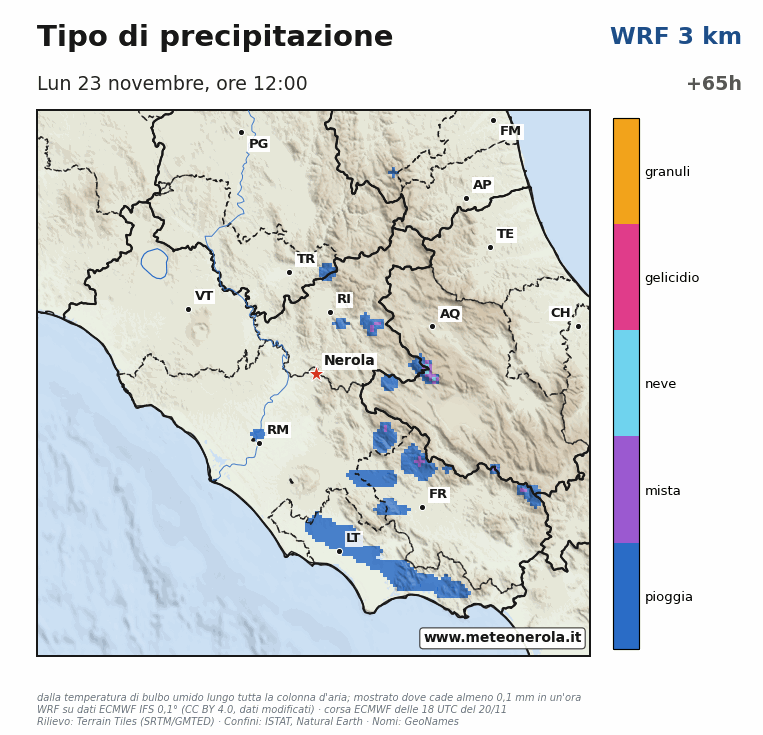 Tipo di precipitazione
WRF 3 km
Lun 23 novembre, ore 12:00
+65h
FM
PG
AP
TE
TR
VT
RI
AQ
CH
Nerola
RM
FR
LT
www.meteonerola.it
granuli
gelicidio
neve
mista
pioggia
dalla temperatura di bulbo umido lungo tutta la colonna d'aria; mostrato dove cade almeno 0,1 mm in un'ora
WRF su dati ECMWF IFS 0,1° (CC BY 4.0, dati modificati) · corsa ECMWF delle 18 UTC del 20/11
Rilievo: Terrain Tiles (SRTM/GMTED) · Confini: ISTAT, Natural Earth · Nomi: GeoNames